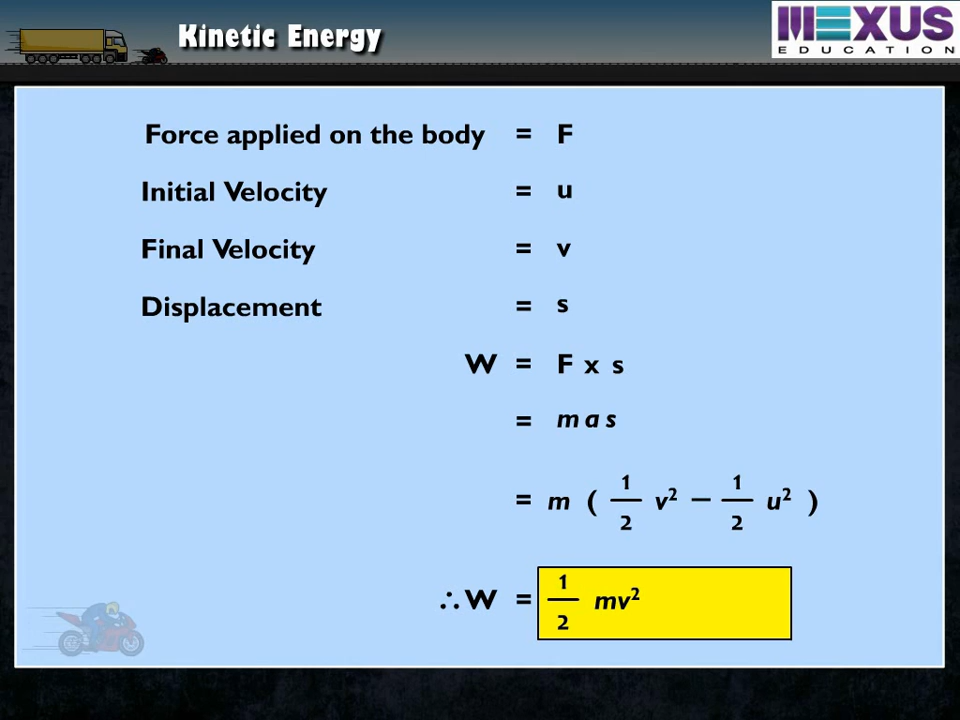 Kinetic Energy
MEXUS
EDUCATION
Force applied on the body = F
Initial Velocity = u
Final Velocity = v
Displacement = s
W = F x s
= m a s
= m ( 1/2 v² – 1/2 u² )
∴ W = 1/2 mv²